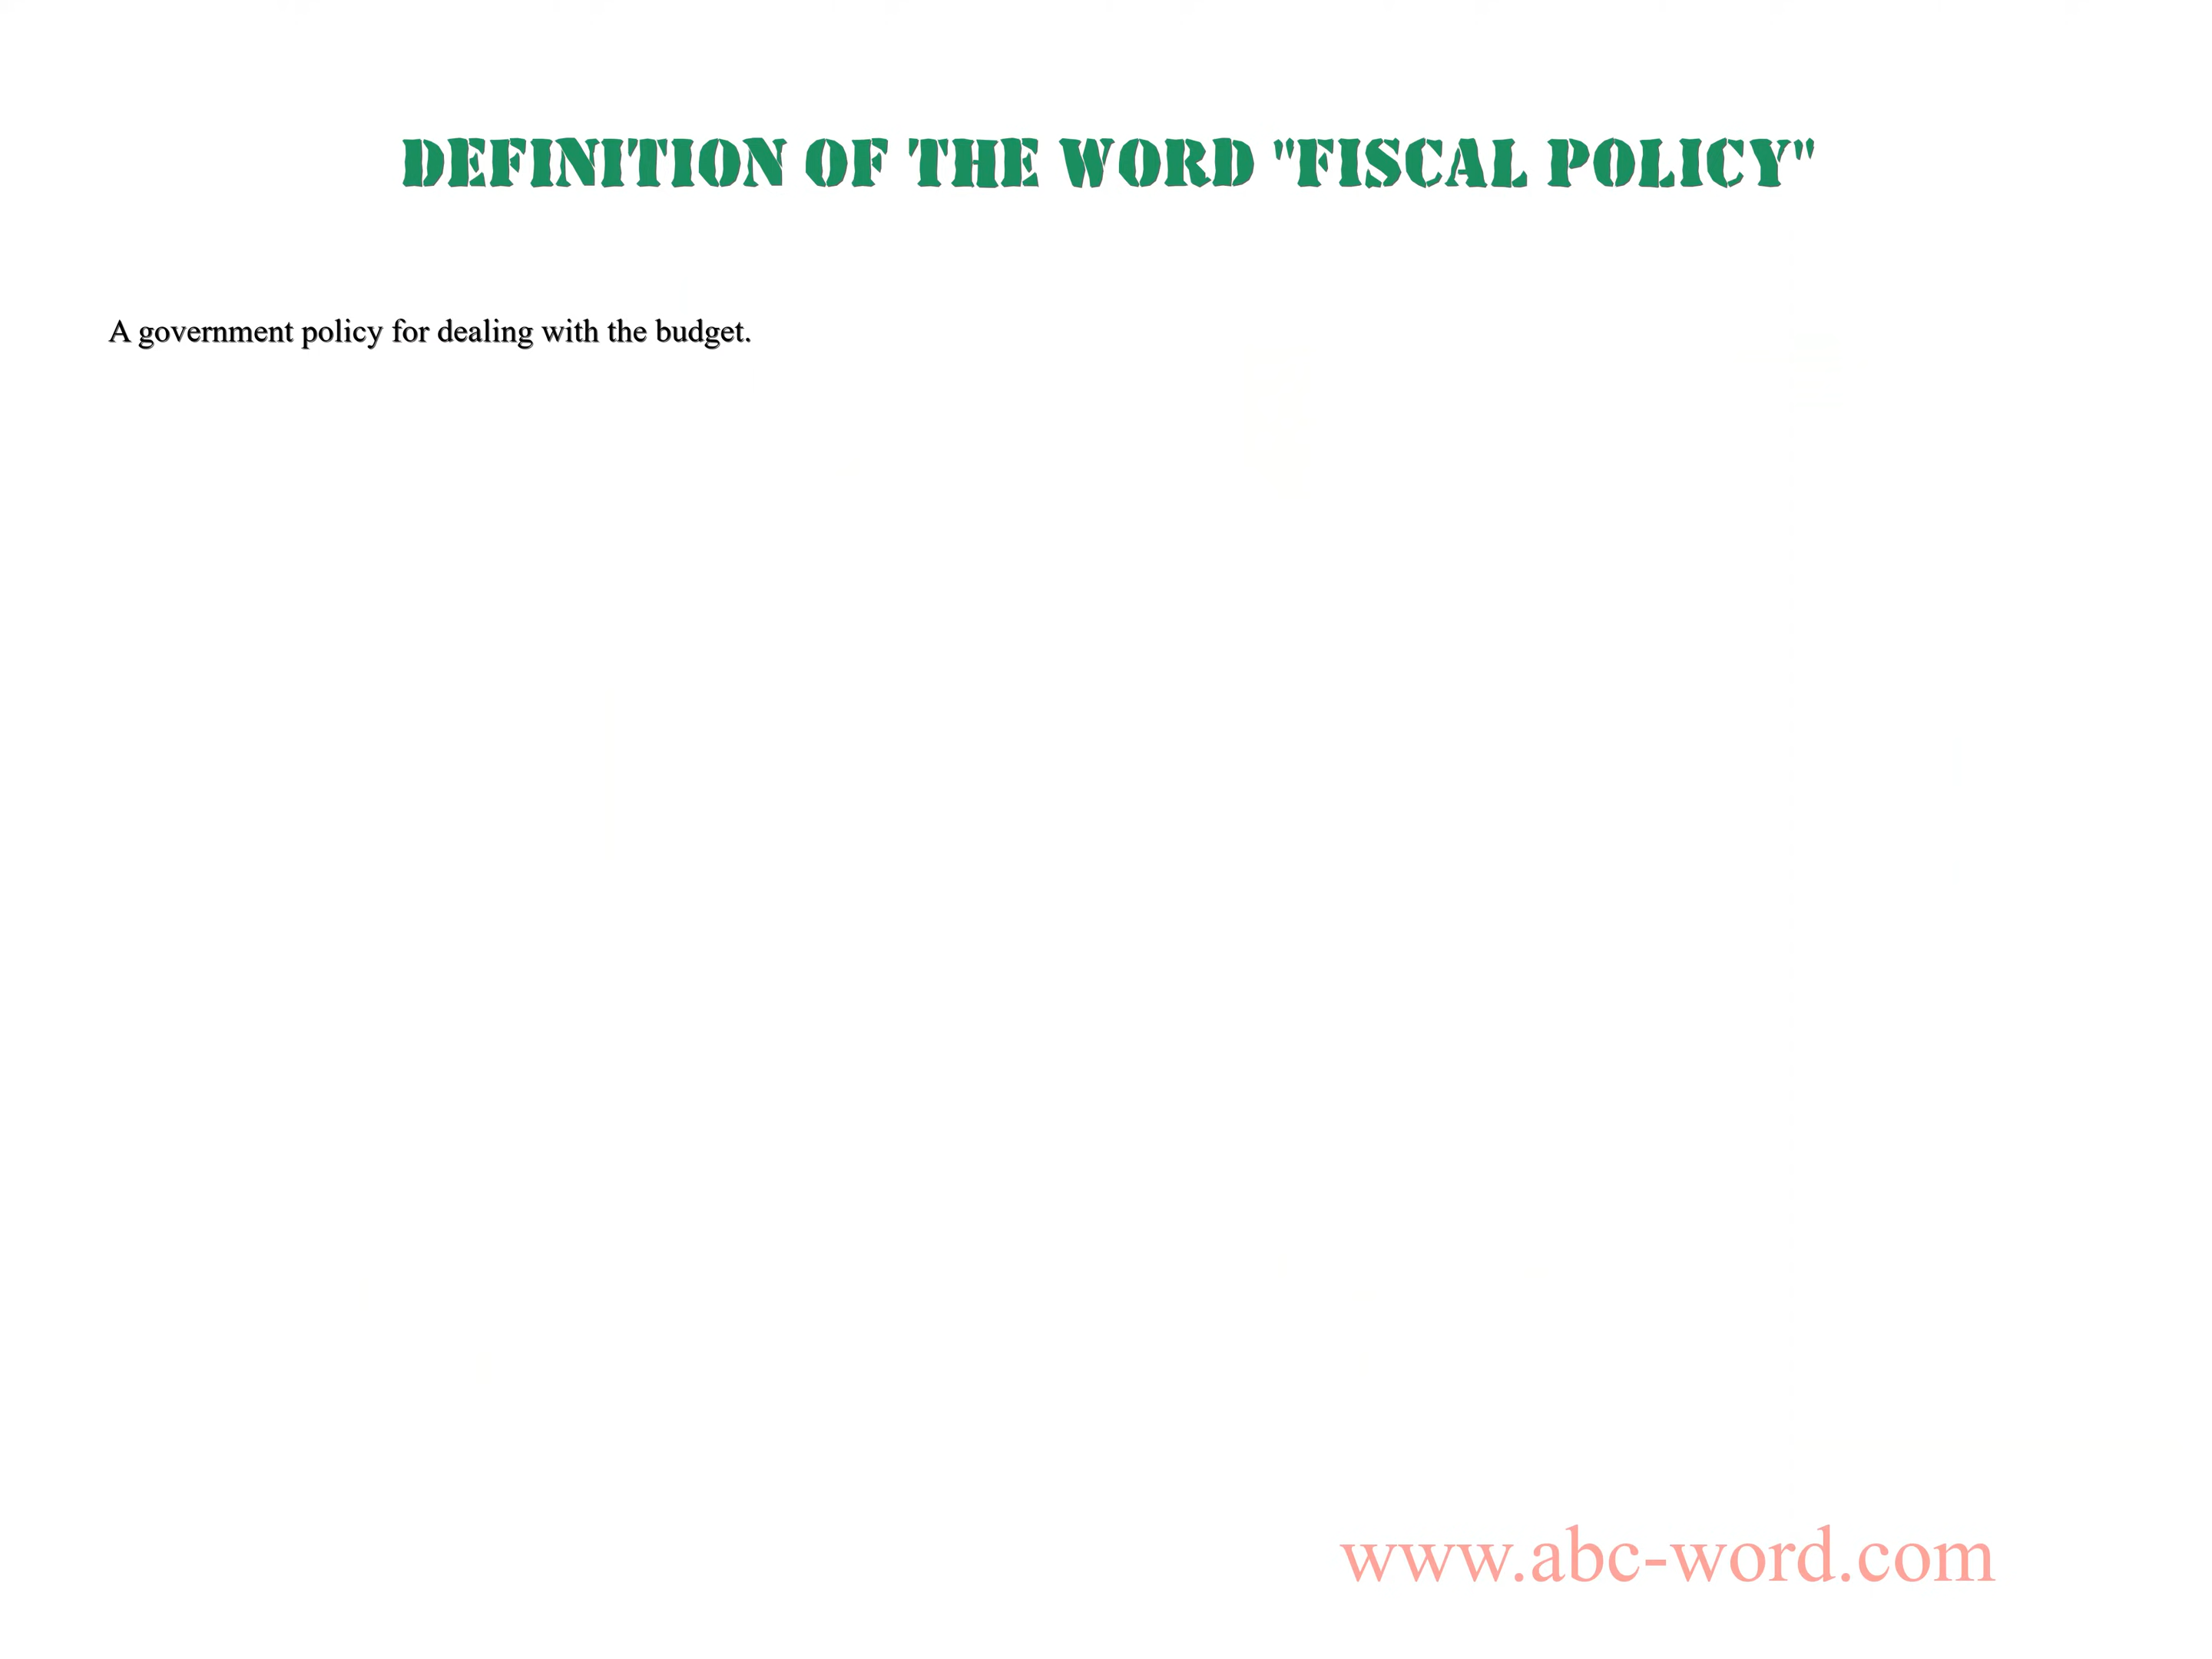 DEFINITION OF THE WORD "FISCAL POLICY"
A government policy for dealing with the budget.
www.abc-word.com